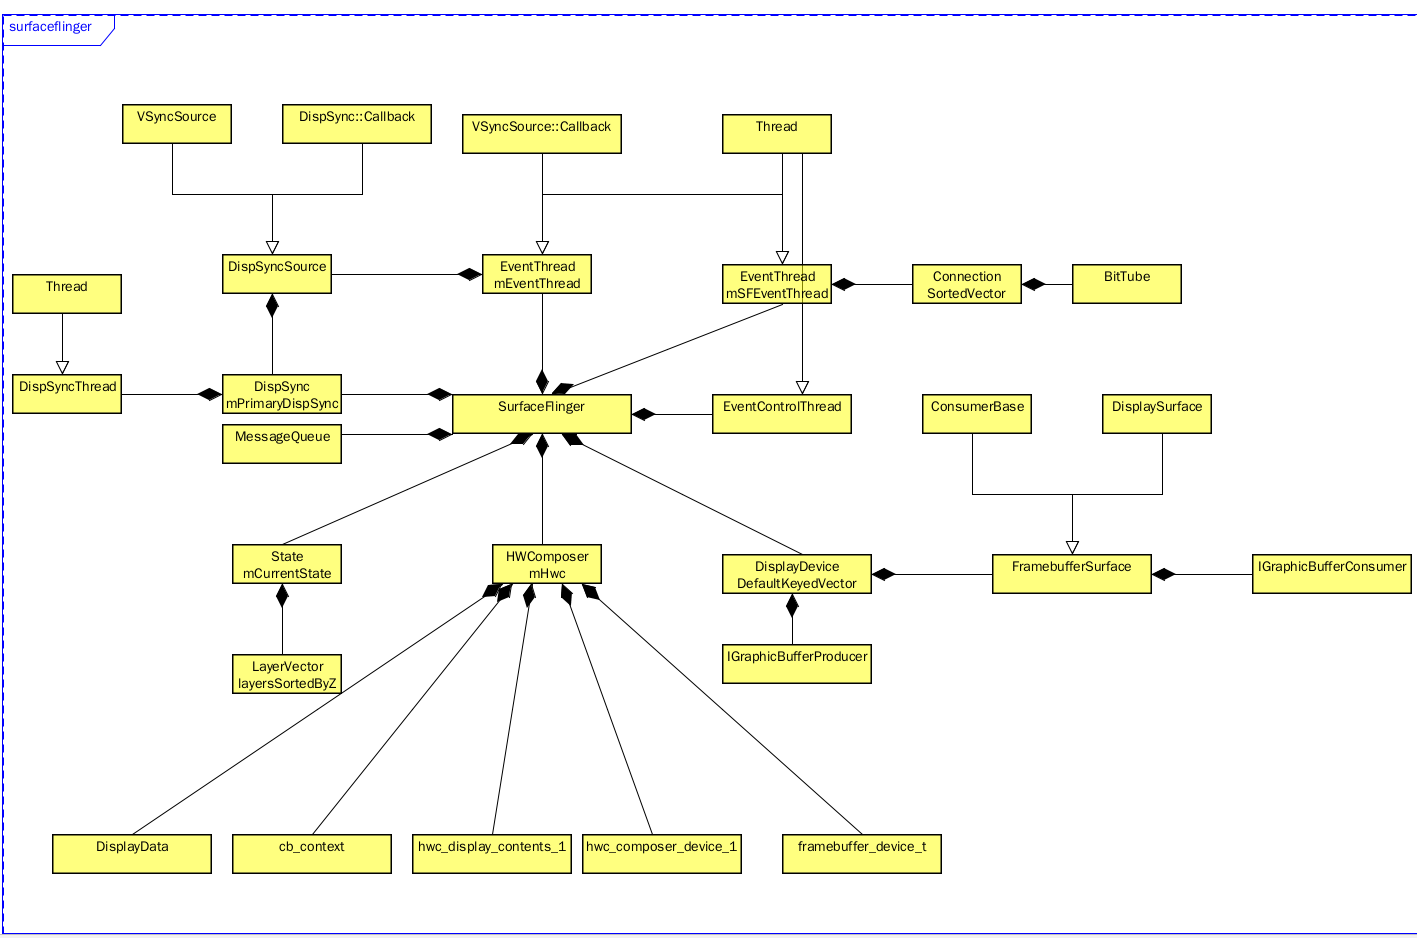 surfaceflinger
VSyncSource
DispSync::Callback
VSyncSource::Callback
Thread
DispSyncSource
EventThread
mEventThread
EventThread
mSFEventThread
Connection
SortedVector
BitTube
Thread
DispSyncThread
DispSync
mPrimaryDispSync
SurfaceFlinger
EventControlThread
ConsumerBase
DisplaySurface
MessageQueue
State
mCurrentState
HWComposer
mHwc
DisplayDevice
DefaultKeyedVector
FramebufferSurface
IGraphicBufferConsumer
LayerVector
layersSortedByZ
IGraphicBufferProducer
DisplayData
cb_context
hwc_display_contents_1
hwc_composer_device_1
framebuffer_device_t